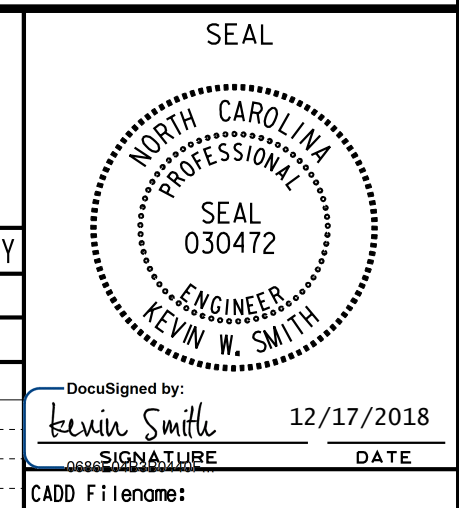 SEAL
NORTH CAROLINA
PROFESSIONAL
SEAL
030472
ENGINEER
KEVIN W. SMITH
Y
DocuSigned by:
Kevin Smith
12/17/2018
SIGNATURE
DATE
CADD Filename: